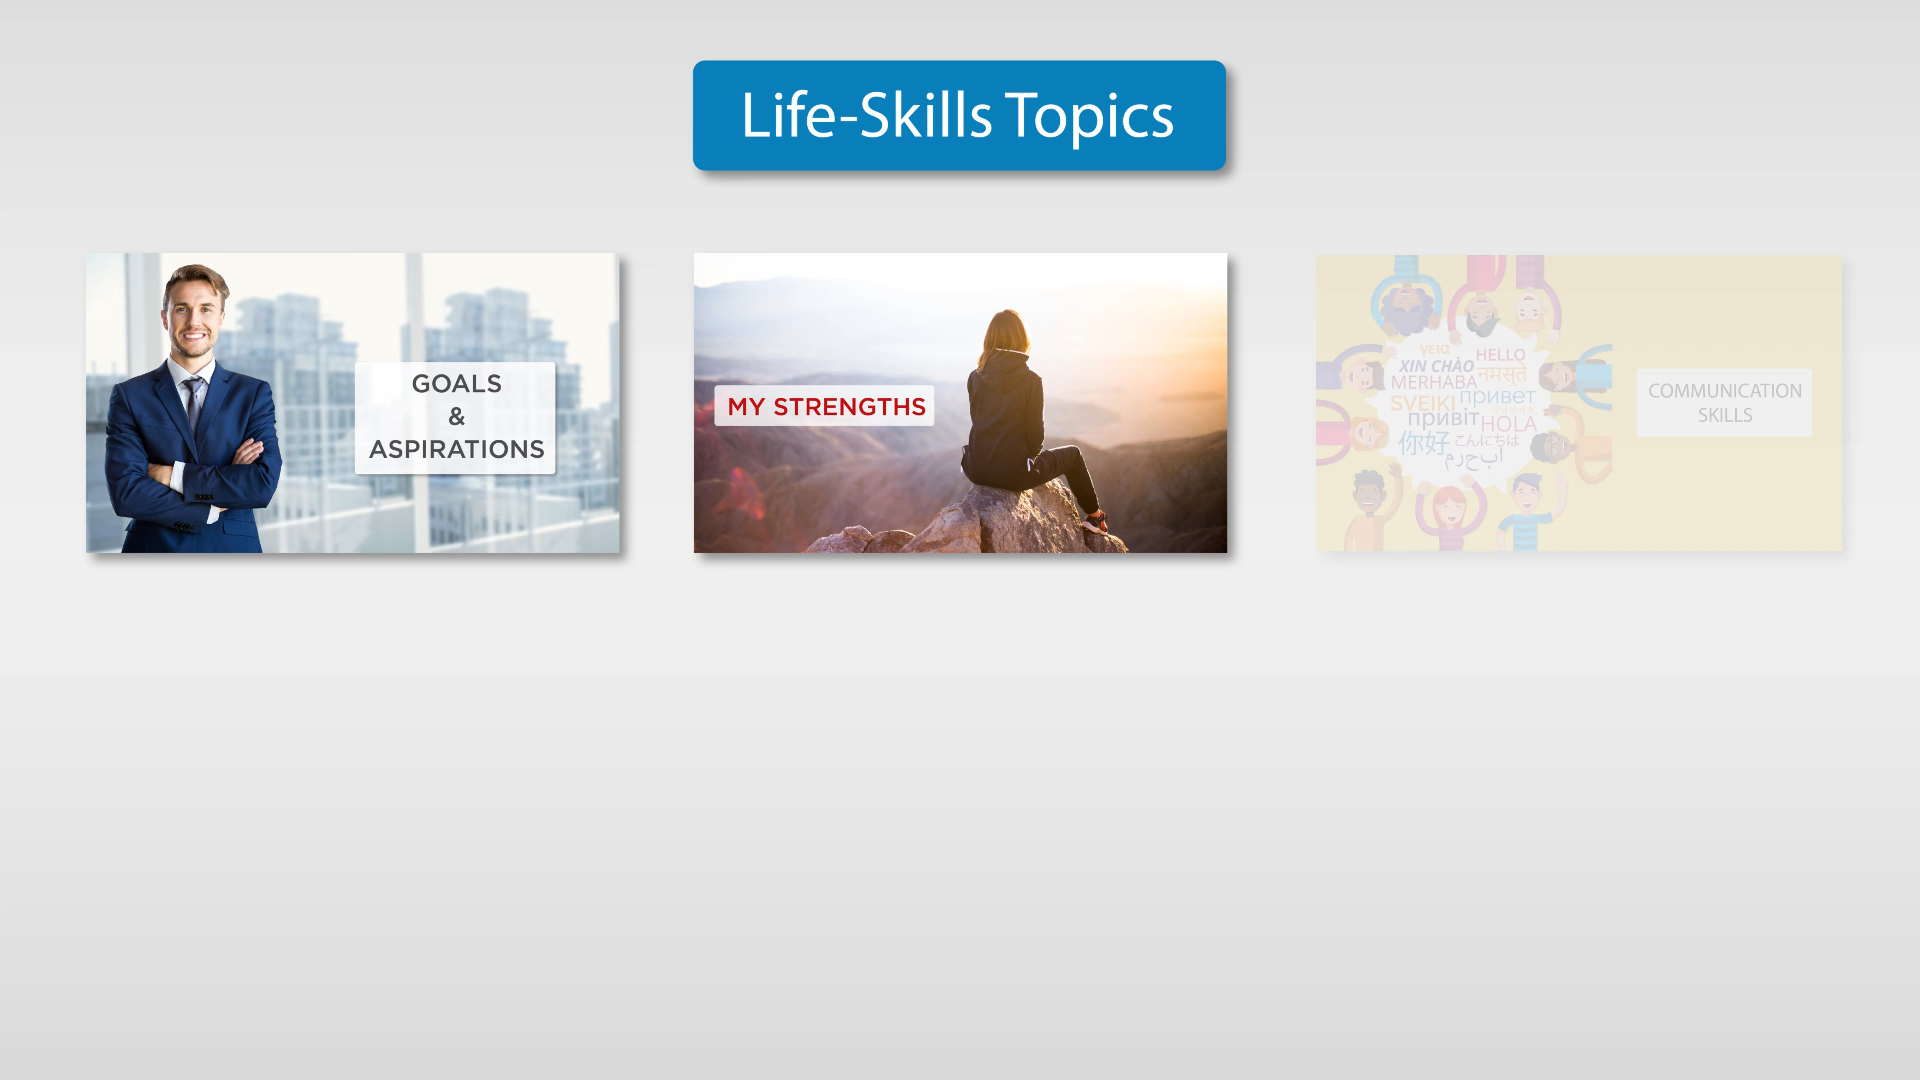 Life-Skills Topics
GOALS
&
ASPIRATIONS
MY STRENGTHS
γεια
HELLO
XIN CHÀO
नमस्ते
MERHABA
SVEIKI
привет
привіт
HOLA
你好
こんにちは
COMMUNICATION
SKILLS